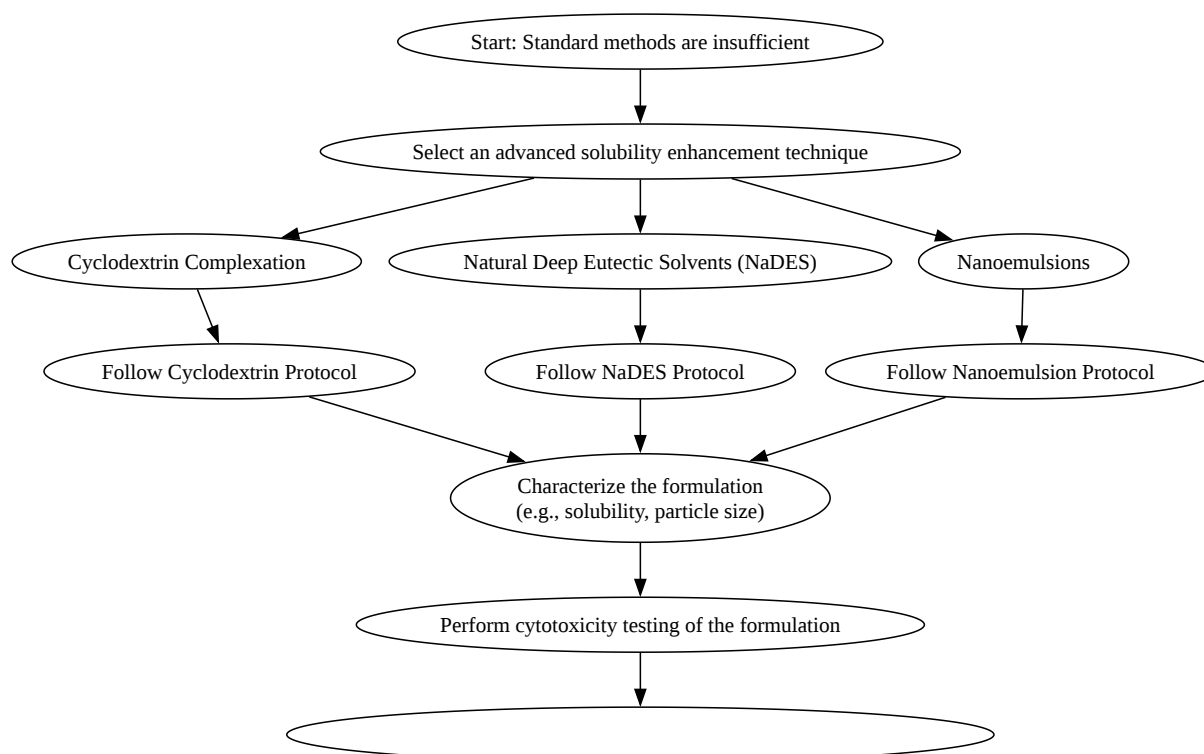 Start: Standard methods are insufficient
Select an advanced solubility enhancement technique
Cyclodextrin Complexation
Natural Deep Eutectic Solvents (NaDES)
Nanoemulsions
Follow Cyclodextrin Protocol
Follow NaDES Protocol
Follow Nanoemulsion Protocol
Characterize the formulation
(e.g., solubility, particle size)
Perform cytotoxicity testing of the formulation